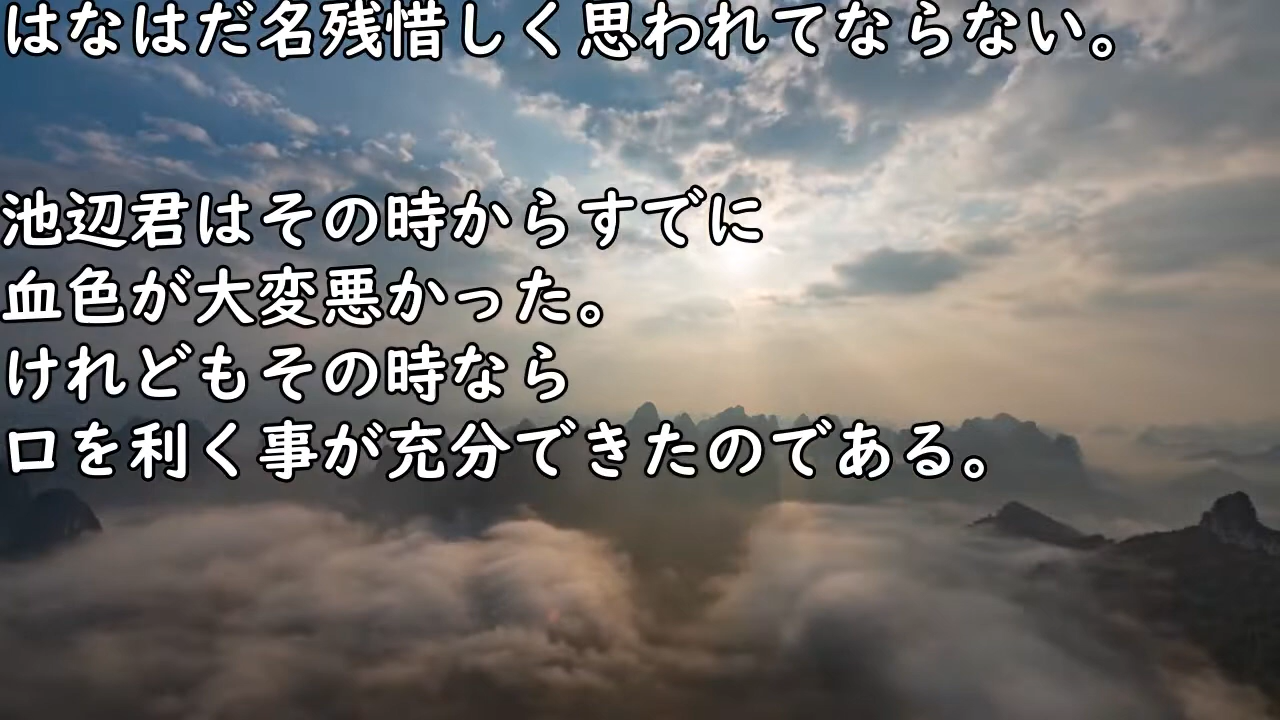 はなはだ名残惜しく思われてならない。
池辺君はその時からすでに
血色が大変悪かった。
けれどもその時なら
口を利く事が充分できたのである。